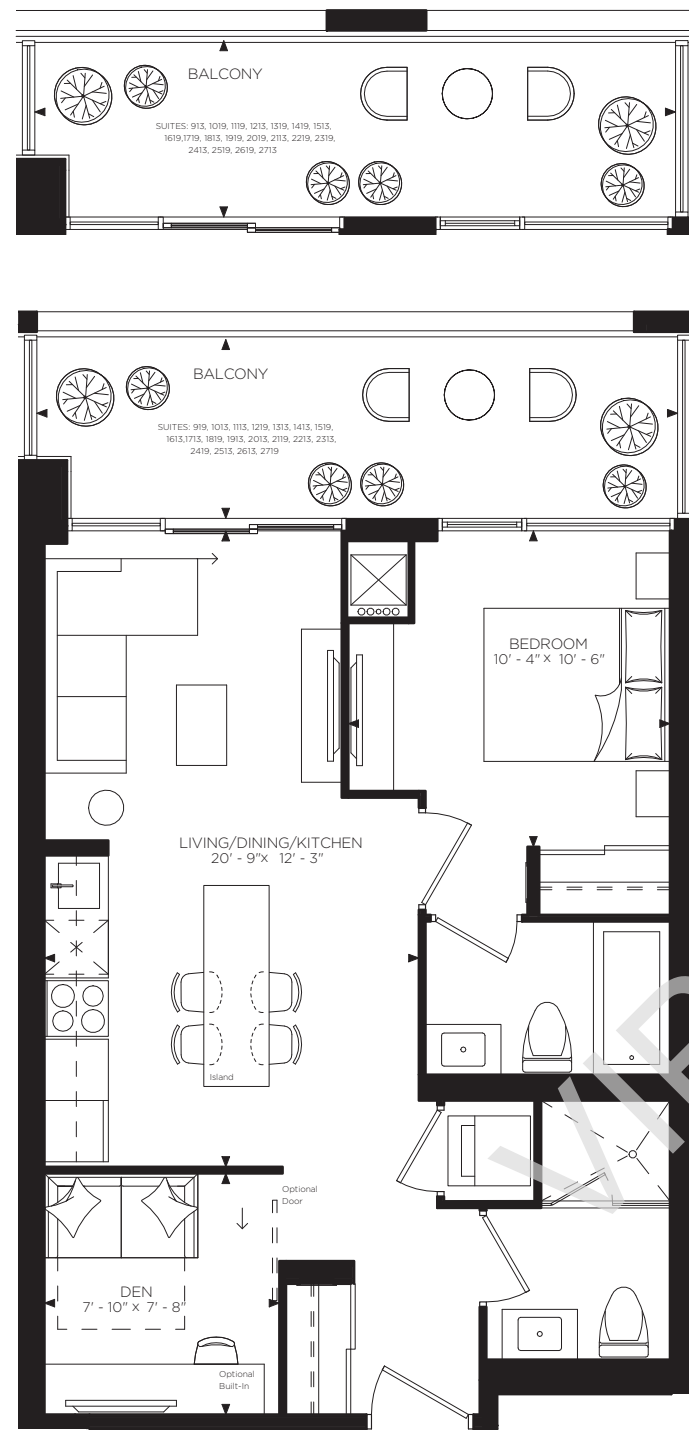 BALCONY
SUITES: 913, 1019, 1119, 1213, 1319, 1419, 1513,
1619,1719, 1813, 1919, 2019, 2113, 2219, 2319,
2413, 2519, 2619, 2713
BALCONY
SUITES: 919, 1013, 1113, 1219, 1313, 1413, 1519,
1613,1713, 1819, 1913, 2013, 2119, 2213, 2313,
2419, 2513, 2613, 2719
BEDROOM
10' - 4" x 10' - 6"
LIVING/DINING/KITCHEN
20' - 9"x 12' - 3"
Island
Optional
Door
DEN
7' - 10" x 7' - 8"
Optional
Built-In